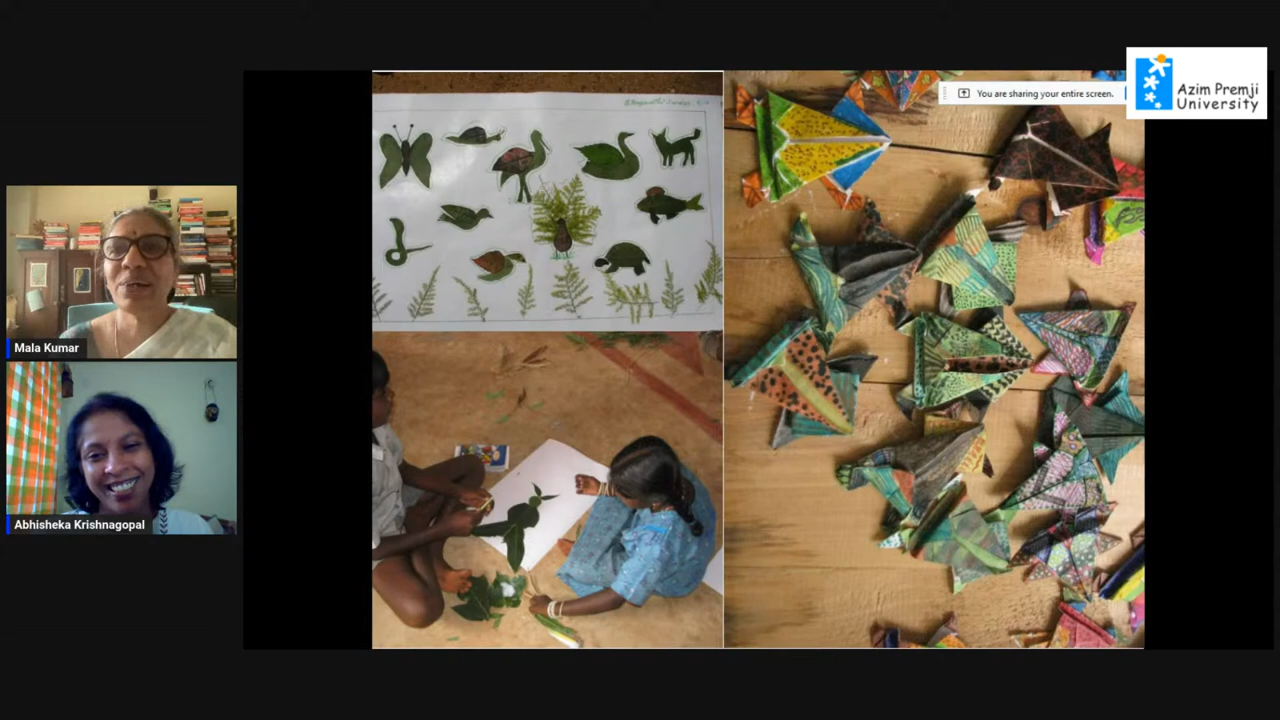 You are sharing your entire screen.
Azim Premji
University
Mala Kumar
Abhisheka Krishnagopal